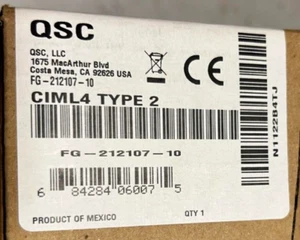 QSC
QSC, LLC
1675 MacArthur Blvd
Costa Mesa, CA 92626 USA
FG-212107-10
CIML4 TYPE 2
CE
N1122B4TJ
FG-212107-10
6 84284 06007 5
PRODUCT OF MEXICO
QTY 1